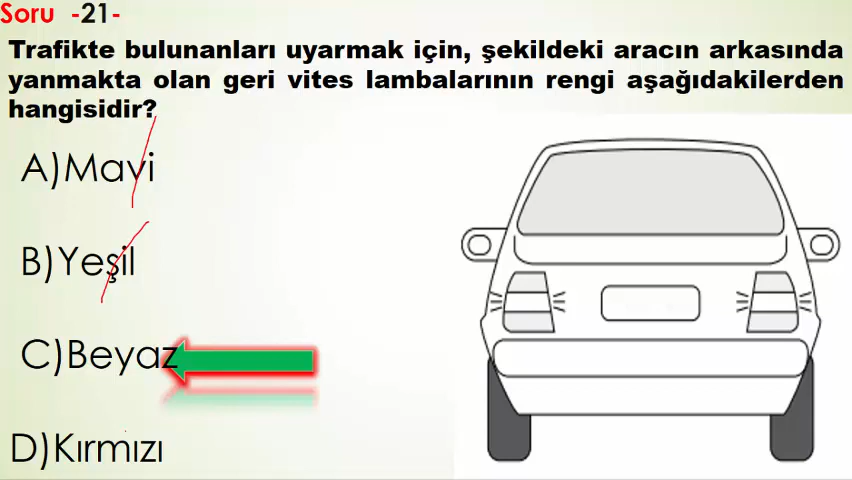 Soru -21-
Trafikte bulunanları uyarmak için, şekildeki aracın arkasında
yanmakta olan geri vites lambalarının rengi aşağıdakilerden
hangisidir?
A)Mavi
B)Yeşil
C)Beyaz
D)Kırmızı